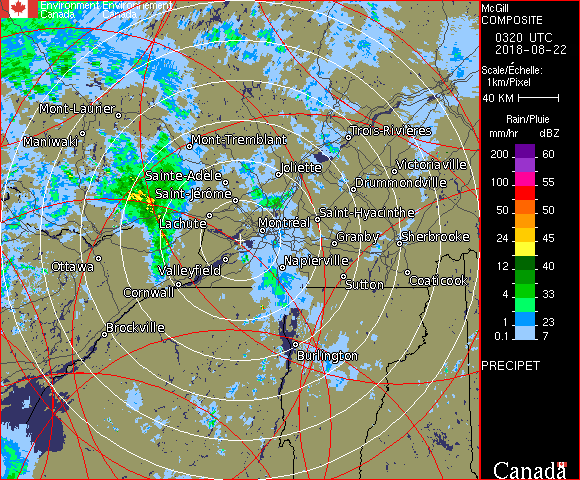 Environment Environnement
Canada Canada
McGill
COMPOSITE
0320 UTC
2018-08-22
Scale/Échelle:
1km/Pixel
40 KM
Rain/Pluie
mm/hr dBZ
200 60
100 55
50 50
24 45
12 40
4 33
1 23
0.1 7
PRECIPET
Canada
Mont-Laurier
Maniwaki
Mont-Tremblant
Trois-Rivières
Sainte-Adèle
Joliette
Victoriaville
Saint-Jérôme
Drummondville
Lachute
Montréal
Saint-Hyacinthe
Granby
Sherbrooke
Ottawa
Valleyfield
Napierville
Cornwall
Sutton
Coaticook
Brockville
Burlington